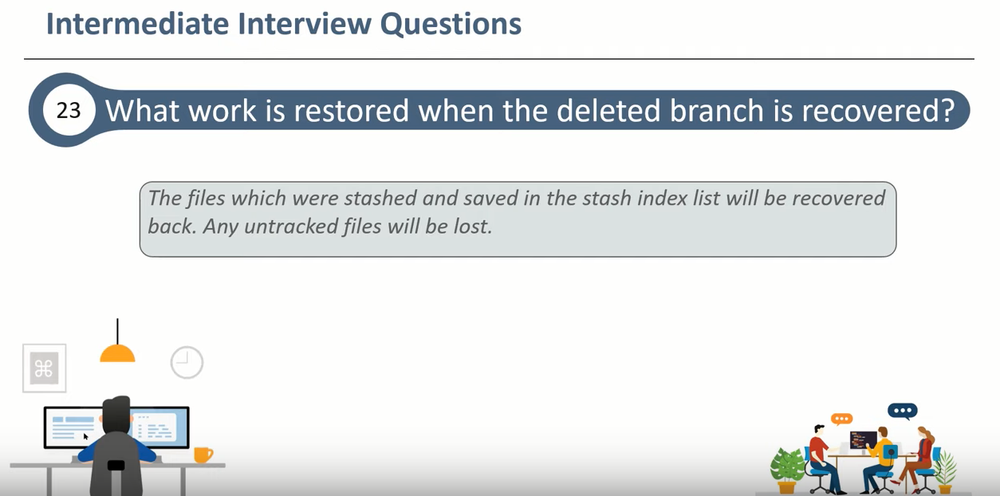 Intermediate Interview Questions
23 What work is restored when the deleted branch is recovered?
The files which were stashed and saved in the stash index list will be recovered
back. Any untracked files will be lost.